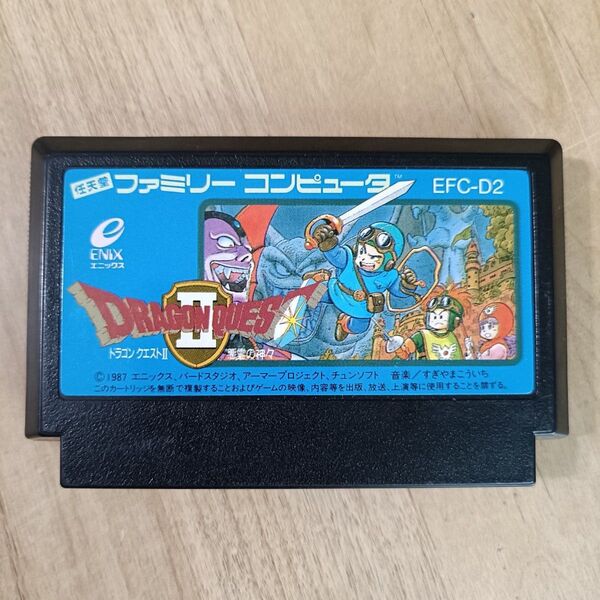 任天堂 ファミリー コンピュータ™ EFC-D2
ENIX
エニックス
DRAGON QUEST
II
ドラゴン クエストII 悪霊の神々
© 1987 エニックス、バードスタジオ、アーマープロジェクト、チュンソフト 音楽/すぎやまこういち
このカートリッジを無断で複製することおよびゲームの映像、内容等を出版、放送、上演等に使用することを禁ずる。